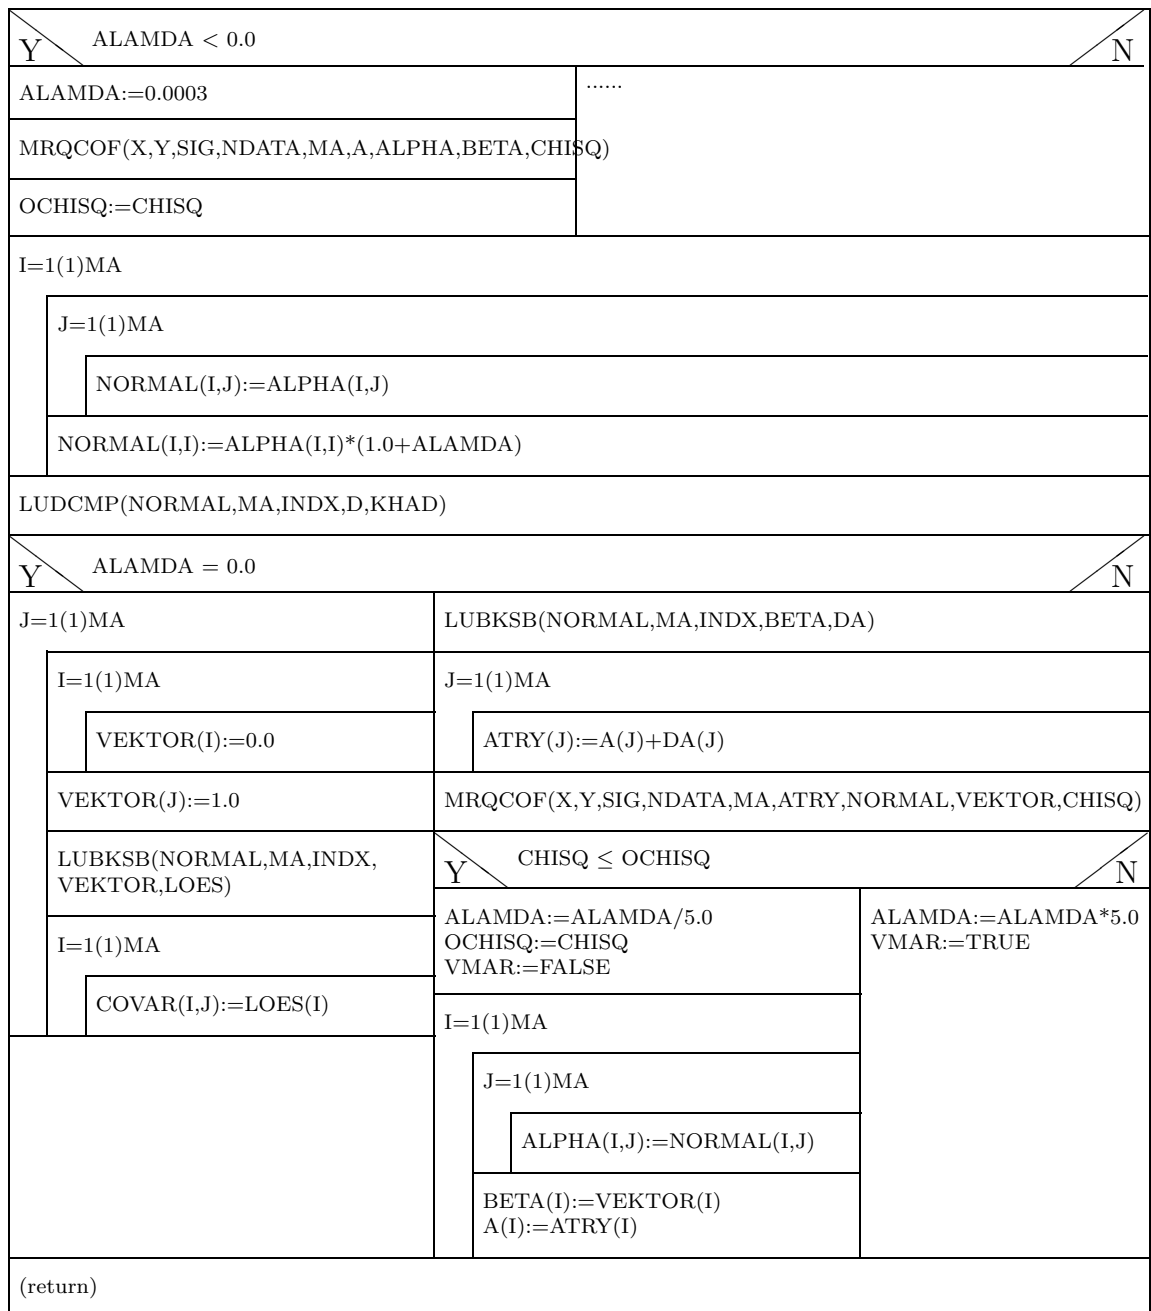 ALAMDA < 0.0
Y
N
ALAMDA:=0.0003
......
MRQCOF(X,Y,SIG,NDATA,MA,A,ALPHA,BETA,CHISQ)
OCHISQ:=CHISQ
I=1(1)MA
J=1(1)MA
NORMAL(I,J):=ALPHA(I,J)
NORMAL(I,I):=ALPHA(I,I)*(1.0+ALAMDA)
LUDCMP(NORMAL,MA,INDX,D,KHAD)
ALAMDA = 0.0
Y
N
J=1(1)MA
I=1(1)MA
VEKTOR(I):=0.0
VEKTOR(J):=1.0
LUBKSB(NORMAL,MA,INDX,
VEKTOR,LOES)
I=1(1)MA
COVAR(I,J):=LOES(I)
LUBKSB(NORMAL,MA,INDX,BETA,DA)
J=1(1)MA
ATRY(J):=A(J)+DA(J)
MRQCOF(X,Y,SIG,NDATA,MA,ATRY,NORMAL,VEKTOR,CHISQ)
CHISQ ≤ OCHISQ
Y
N
ALAMDA:=ALAMDA/5.0
OCHISQ:=CHISQ
VMAR:=FALSE
I=1(1)MA
J=1(1)MA
ALPHA(I,J):=NORMAL(I,J)
BETA(I):=VEKTOR(I)
A(I):=ATRY(I)
ALAMDA:=ALAMDA*5.0
VMAR:=TRUE
(return)